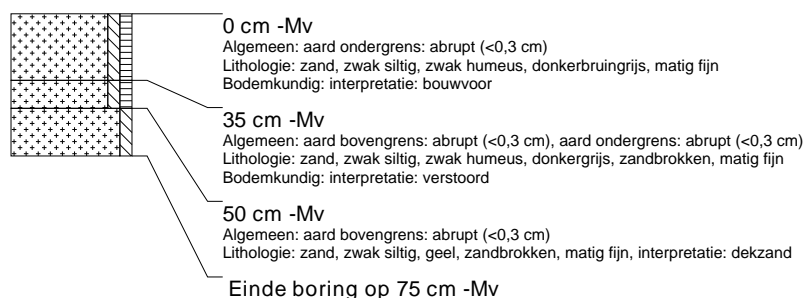 0 cm -Mv
Algemeen: aard ondergrens: abrupt (<0,3 cm)
Lithologie: zand, zwak siltig, zwak humeus, donkerbruingrijs, matig fijn
Bodemkundig: interpretatie: bouwvoor
35 cm -Mv
Algemeen: aard bovengrens: abrupt (<0,3 cm), aard ondergrens: abrupt (<0,3 cm)
Lithologie: zand, zwak siltig, zwak humeus, donkergrijs, zandbrokken, matig fijn
Bodemkundig: interpretatie: verstoord
50 cm -Mv
Algemeen: aard bovengrens: abrupt (<0,3 cm)
Lithologie: zand, zwak siltig, geel, zandbrokken, matig fijn, interpretatie: dekzand
Einde boring op 75 cm -Mv